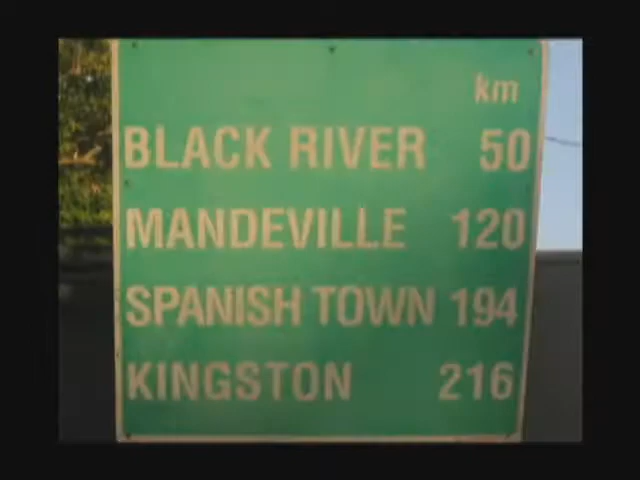 km
BLACK RIVER 50
MANDEVILLE 120
SPANISH TOWN 194
KINGSTON 216